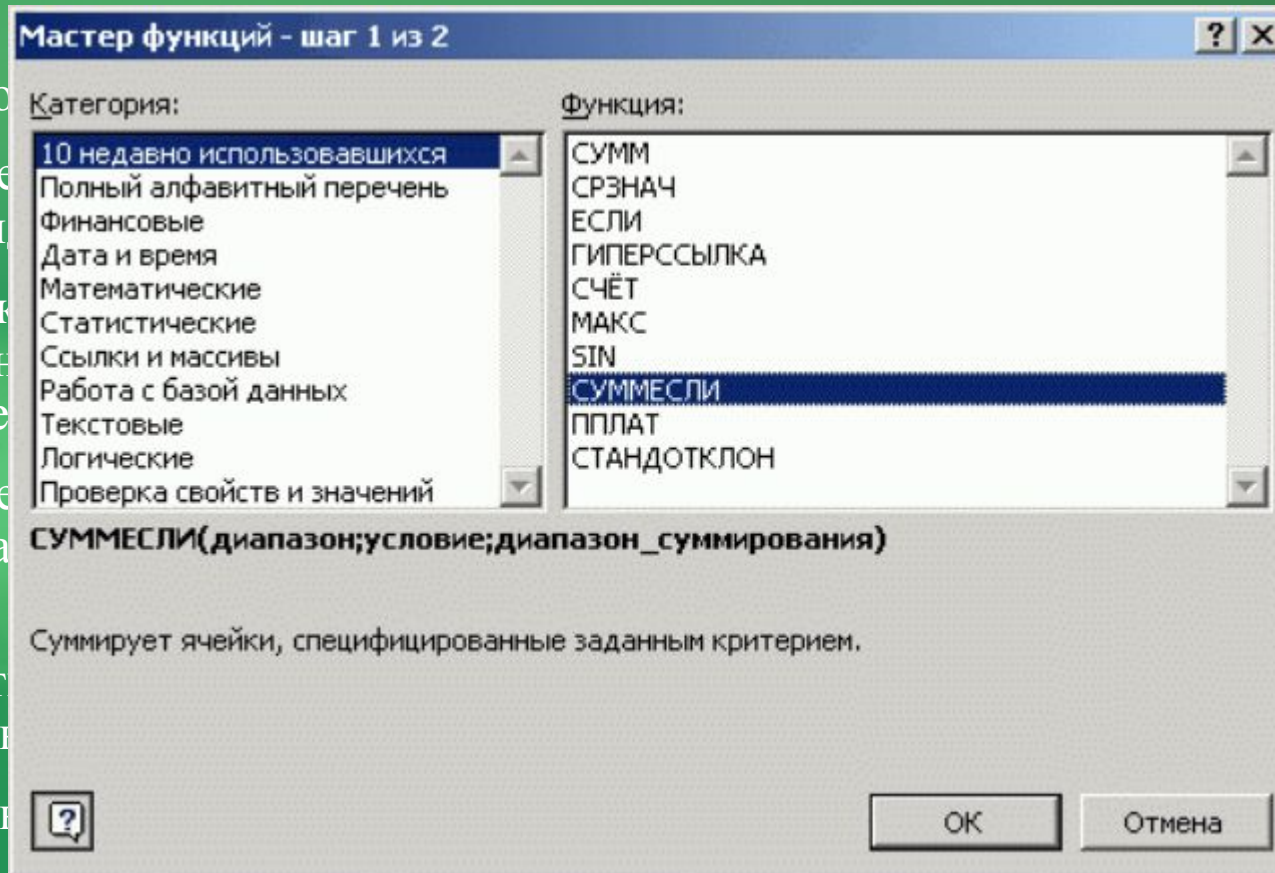 Мастер функций - шаг 1 из 2
Категория:
10 недавно использовавшихся
Полный алфавитный перечень
Финансовые
Дата и время
Математические
Статистические
Ссылки и массивы
Работа с базой данных
Текстовые
Логические
Проверка свойств и значений
Функция:
СУММ
СРЗНАЧ
ЕСЛИ
ГИПЕРССЫЛКА
СЧЁТ
МАКС
SIN
СУММЕСЛИ
ППЛАТ
СТАНДОТКЛОН
СУММЕСЛИ(диапазон;условие;диапазон_суммирования)
Суммирует ячейки, специфицированные заданным критерием.
ОК
Отмена